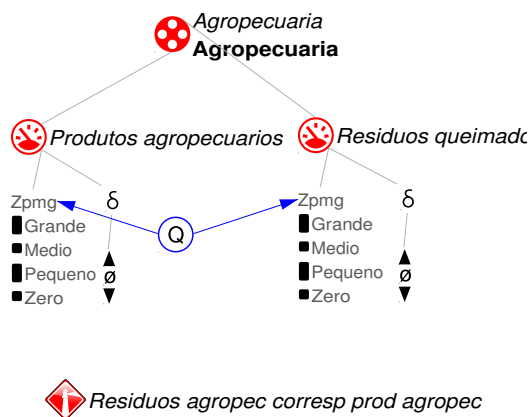 Agropecuaria
Agropecuaria
Produtos agropecuarios
Residuos queimado
Zpmg
δ
Zpmg
δ
Grande
Grande
Q
Medio
Medio
Pequeno
ø
Pequeno
ø
Zero
Zero
Residuos agropec corresp prod agropec